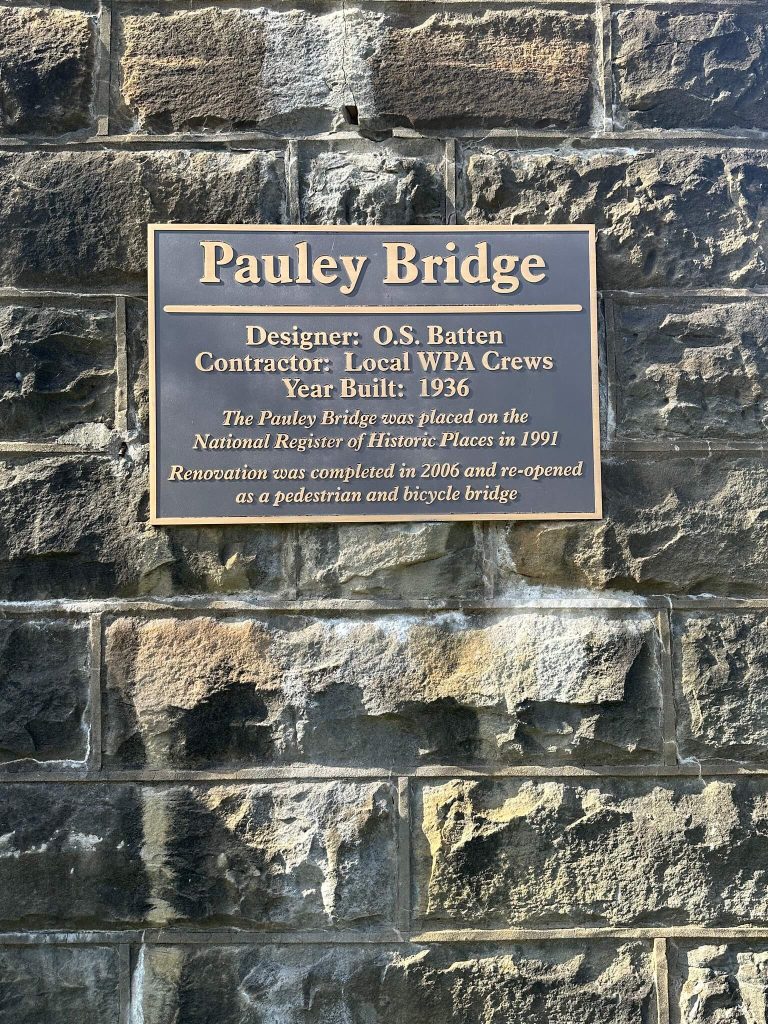 Pauley Bridge
Designer: O.S. Batten
Contractor: Local WPA Crews
Year Built: 1936
The Pauley Bridge was placed on the
National Register of Historic Places in 1991
Renovation was completed in 2006 and re-opened
as a pedestrian and bicycle bridge